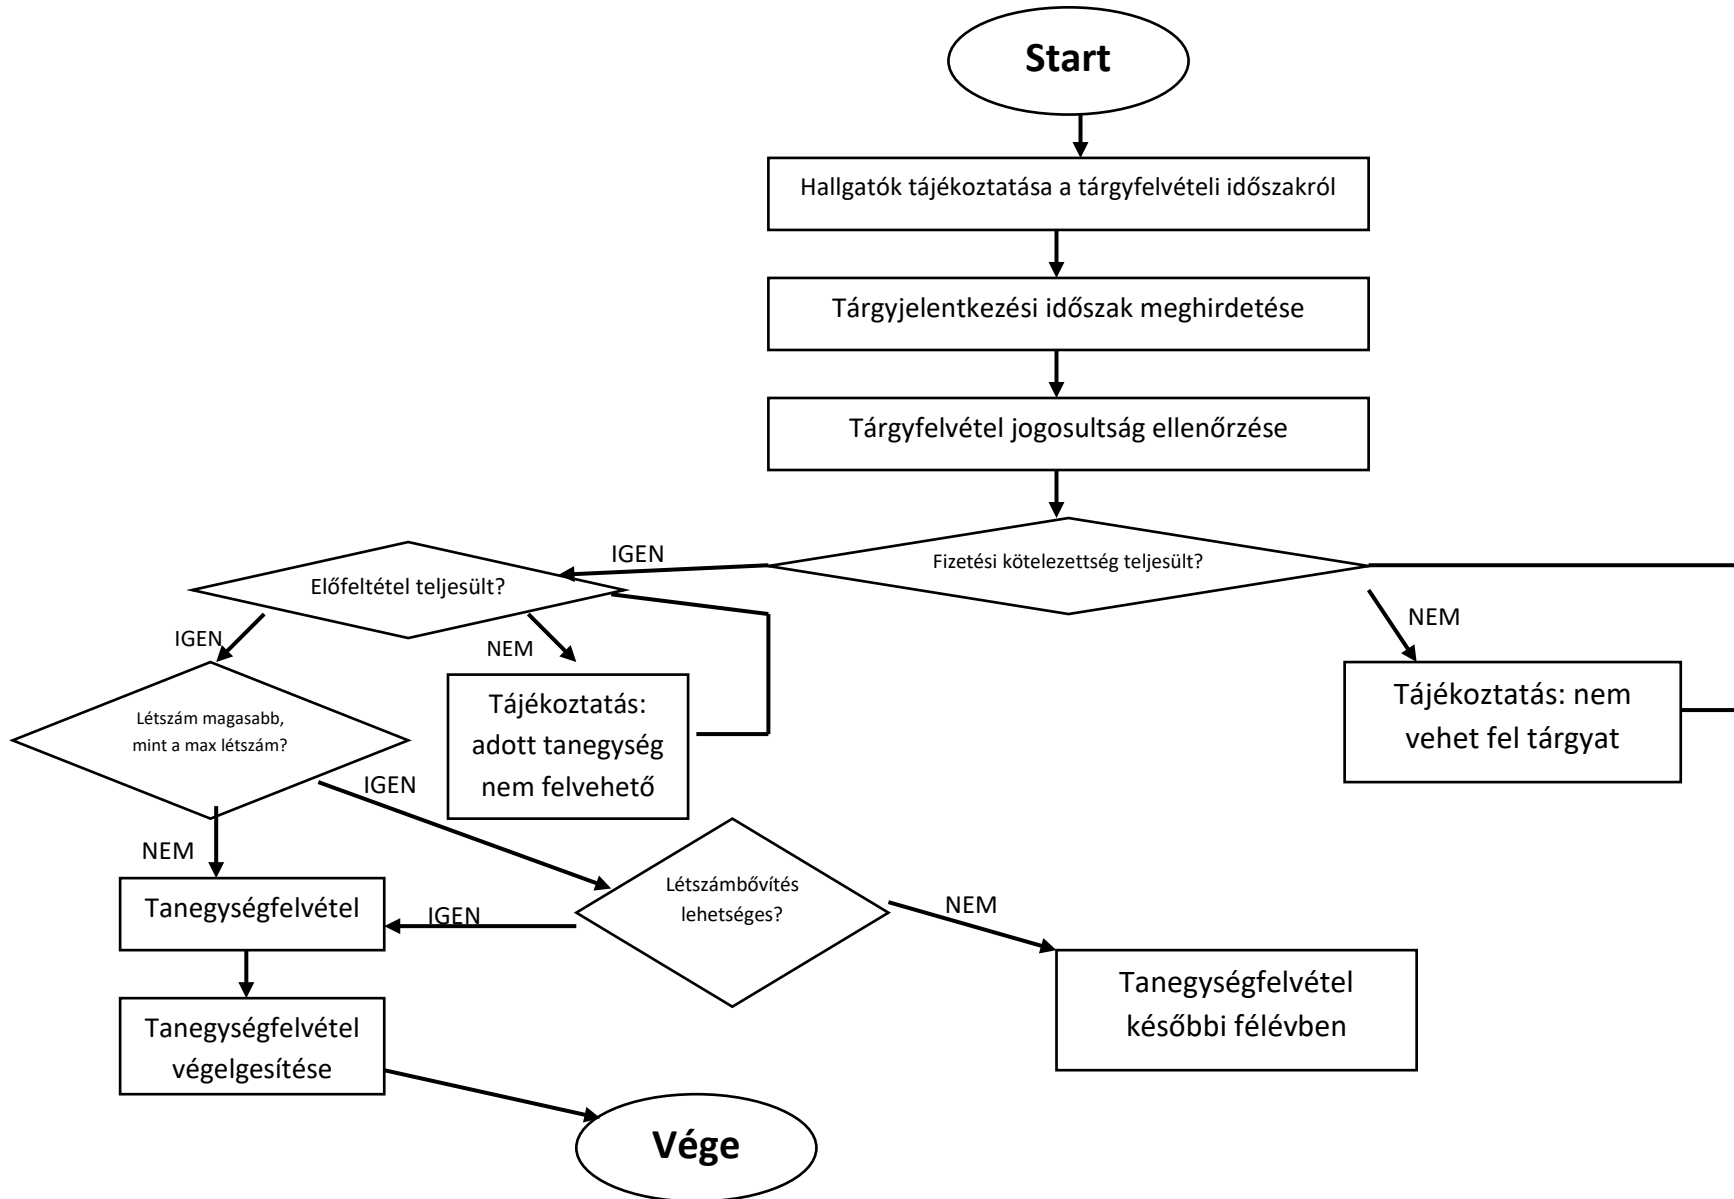 Start
Hallgatók tájékoztatása a tárgyfelvételi időszakról
Tárgyjelentkezési időszak meghirdetése
Tárgyfelvétel jogosultság ellenőrzése
Fizetési kötelezettség teljesült?
IGEN
NEM
Előfeltétel teljesült?
IGEN
NEM
Tájékoztatás: nem
vehet fel tárgyat
Tájékoztatás:
adott tanegység
nem felvehető
Létszám magasabb,
mint a max létszám?
IGEN
NEM
Létszámbővítés
lehetséges?
IGEN
NEM
Tanegységfelvétel
Tanegységfelvétel
későbbi félévben
Tanegységfelvétel
végelgesítése
Vége